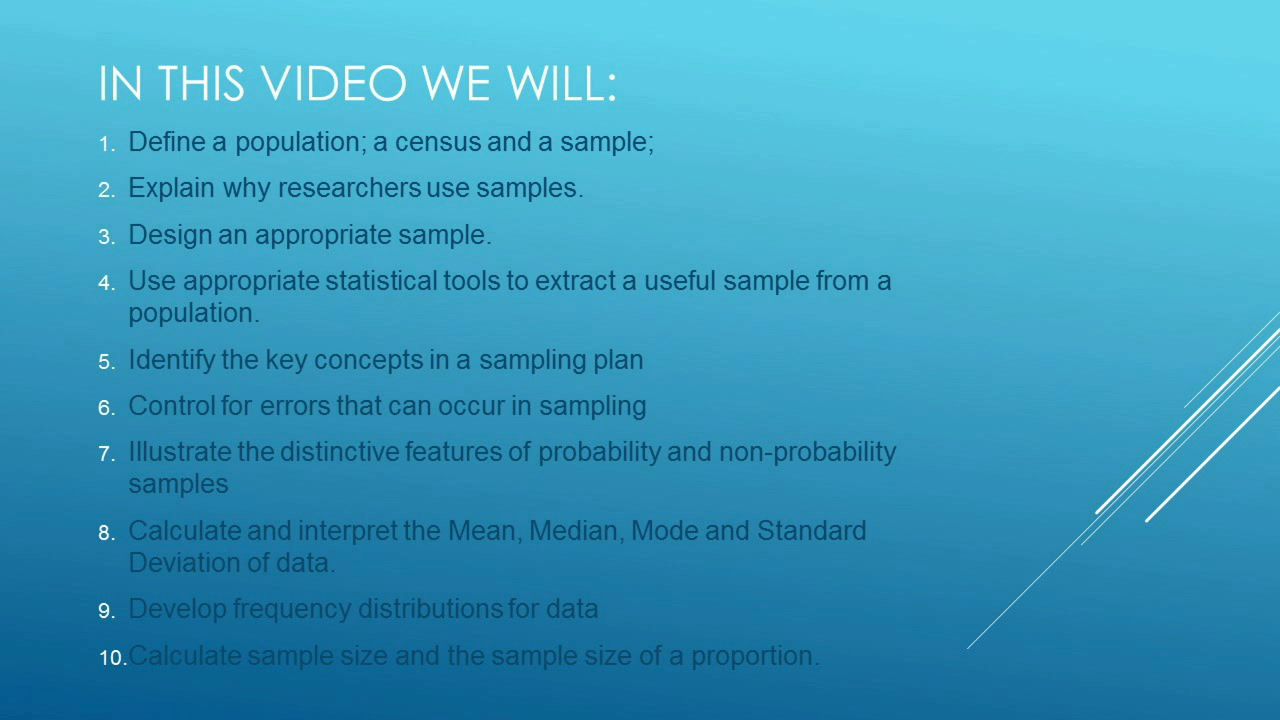 IN THIS VIDEO WE WILL:
1. Define a population; a census and a sample;
2. Explain why researchers use samples.
3. Design an appropriate sample.
4. Use appropriate statistical tools to extract a useful sample from a
population.
5. Identify the key concepts in a sampling plan
6. Control for errors that can occur in sampling
7. Illustrate the distinctive features of probability and non-probability
samples
8. Calculate and interpret the Mean, Median, Mode and Standard
Deviation of data.
9. Develop frequency distributions for data
10. Calculate sample size and the sample size of a proportion.